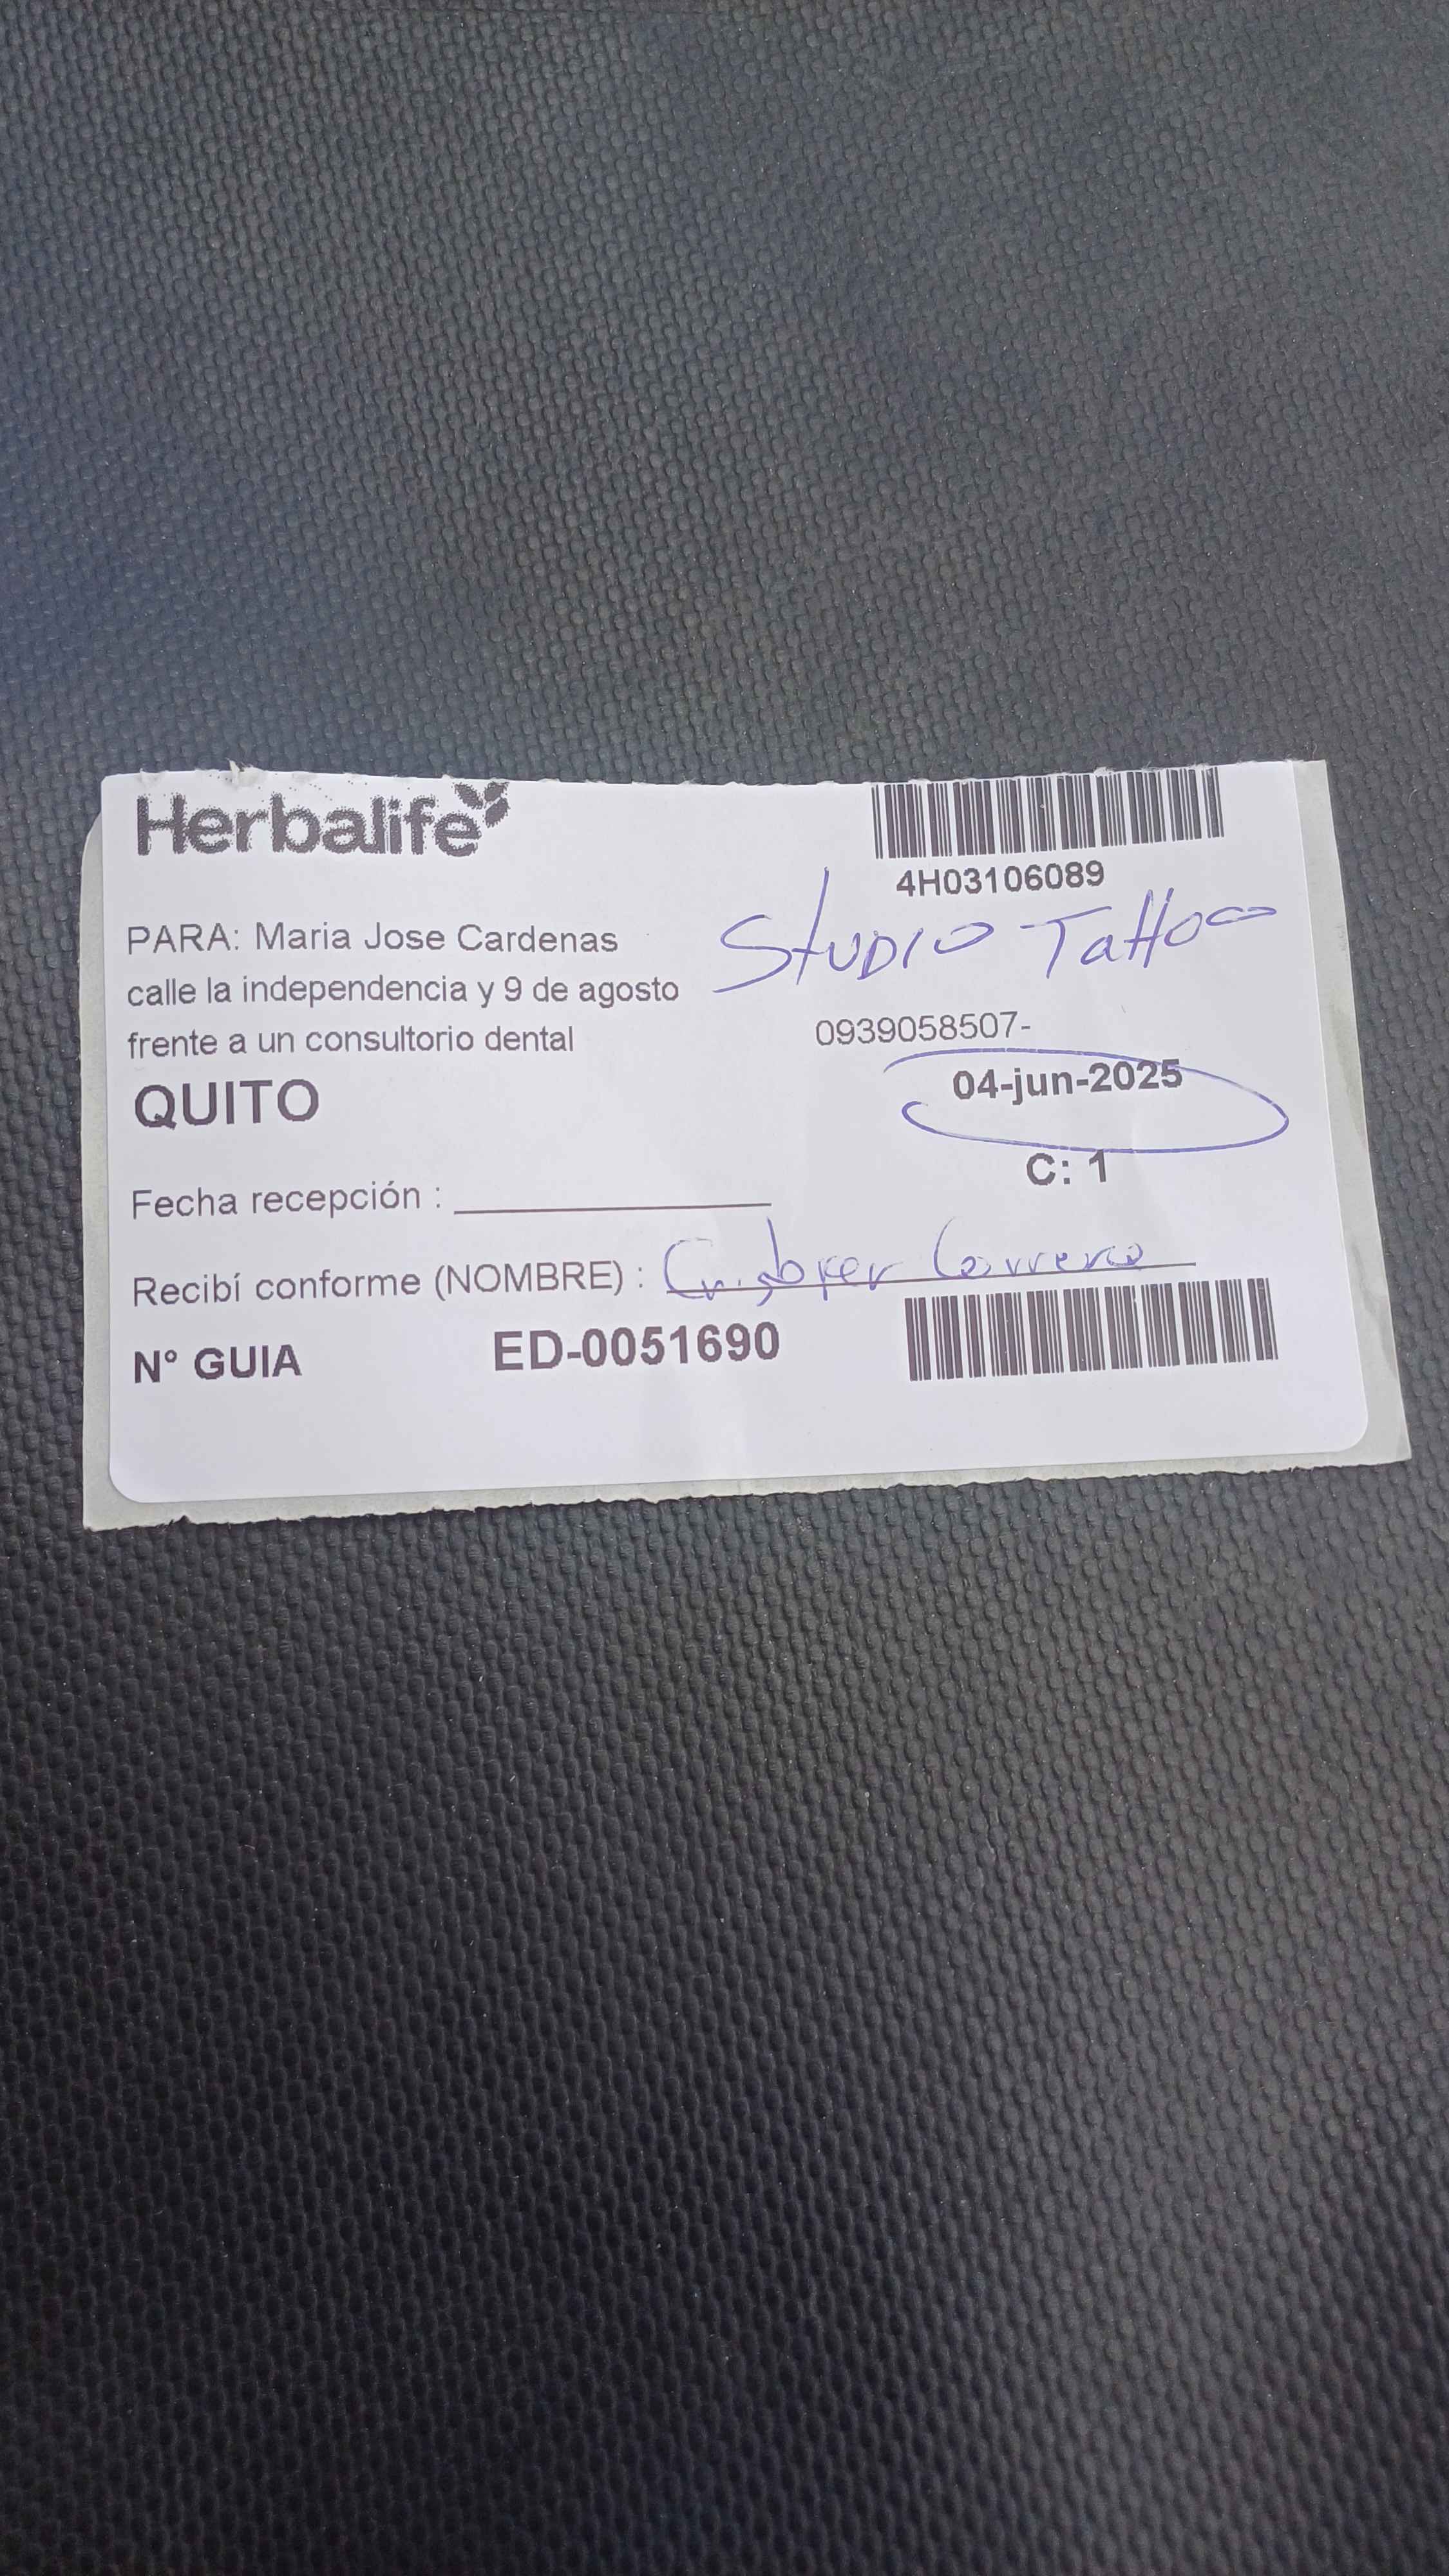 Herbalife
4H03106089
PARA: Maria Jose Cardenas
STUDIO Tattoo
calle la independencia y 9 de agosto
frente a un consultorio dental
0939058507-
QUITO
04-jun-2025
C: 1
Fecha recepción :
Recibí conforme (NOMBRE) :
N° GUIA
ED-0051690